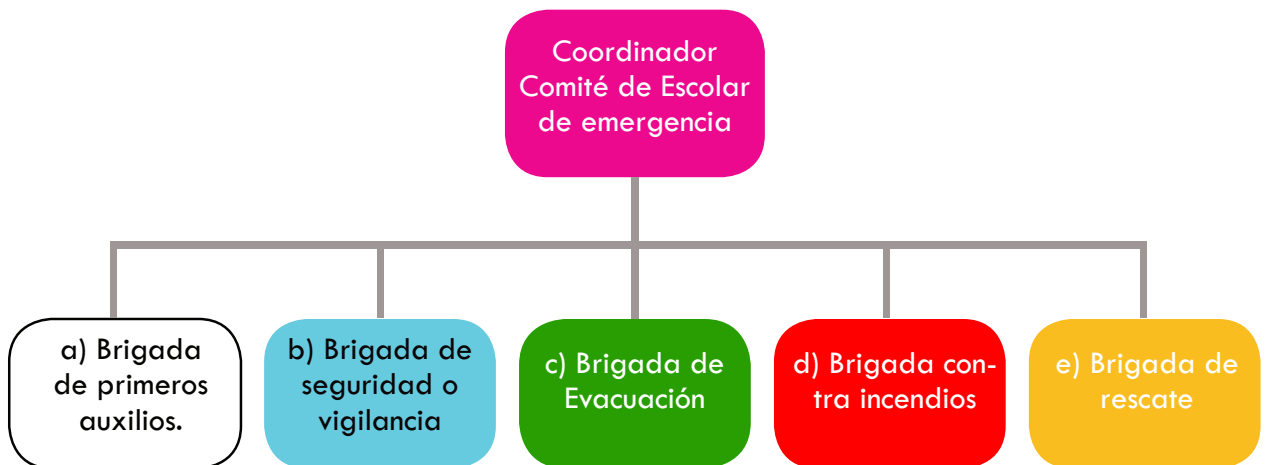 Coordinador
Comité de Escolar
de emergencia
a) Brigada
de primeros
auxilios.
b) Brigada de
seguridad o
vigilancia
c) Brigada de
Evacuación
d) Brigada con-
tra incendios
e) Brigada de
rescate